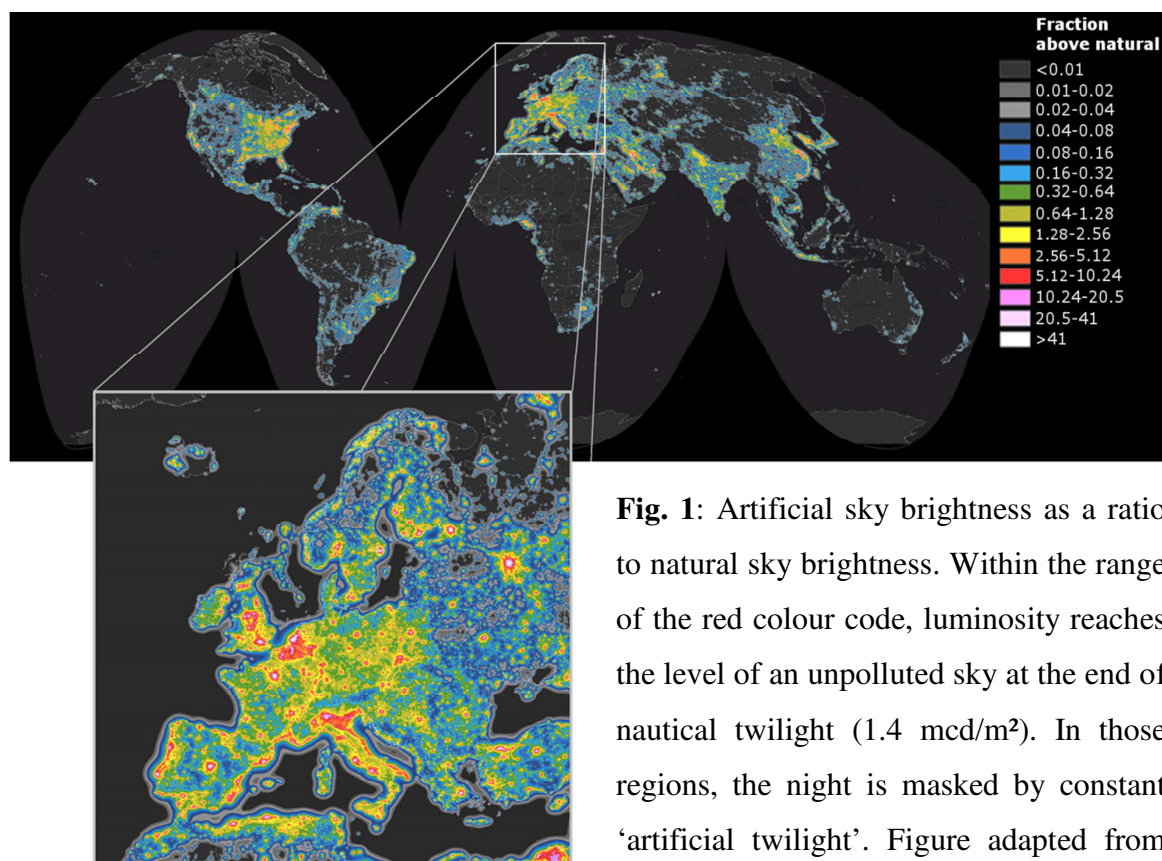 Fraction
above natural
<0.01
0.01-0.02
0.02-0.04
0.04-0.08
0.08-0.16
0.16-0.32
0.32-0.64
0.64-1.28
1.28-2.56
2.56-5.12
5.12-10.24
10.24-20.5
20.5-41
>41
Fig. 1: Artificial sky brightness as a ratio
to natural sky brightness. Within the range
of the red colour code, luminosity reaches
the level of an unpolluted sky at the end of
nautical twilight (1.4 mcd/m²). In those
regions, the night is masked by constant
‘artificial twilight’. Figure adapted from